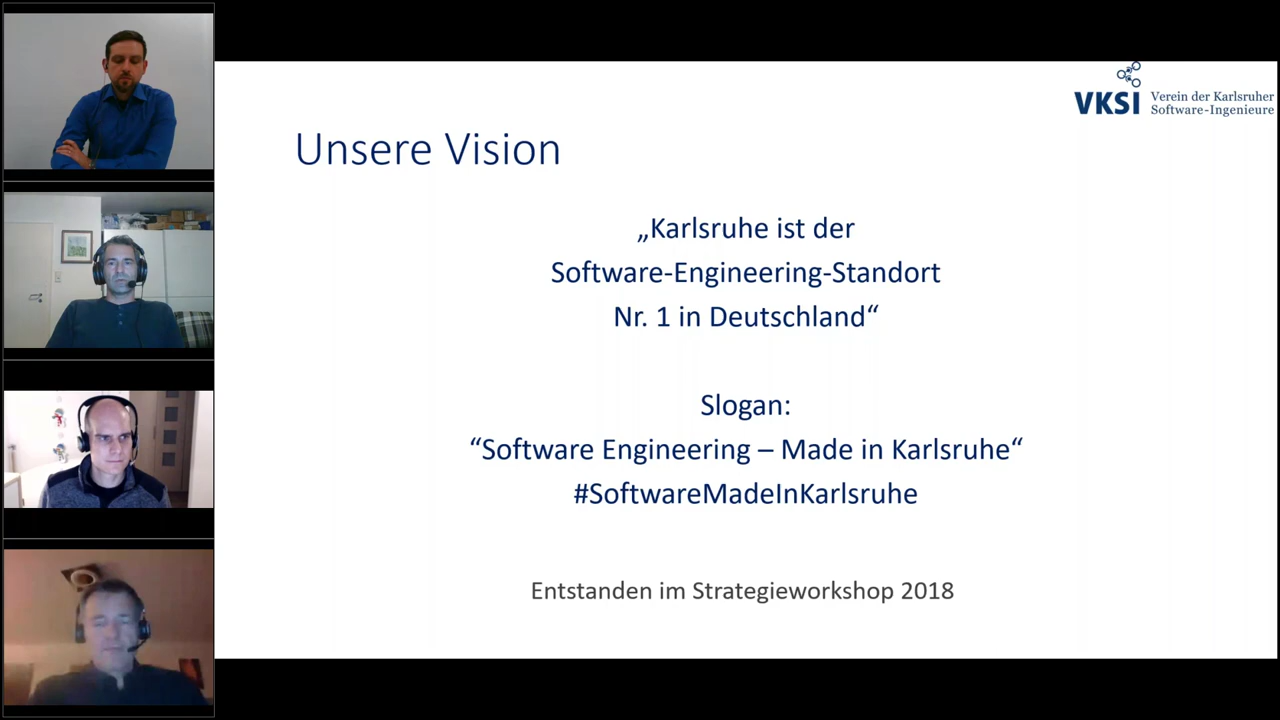 VKSI
Verein der Karlsruher
Software-Ingenieure
Unsere Vision
„Karlsruhe ist der
Software-Engineering-Standort
Nr. 1 in Deutschland“
Slogan:
“Software Engineering – Made in Karlsruhe“
#SoftwareMadeInKarlsruhe
Entstanden im Strategieworkshop 2018